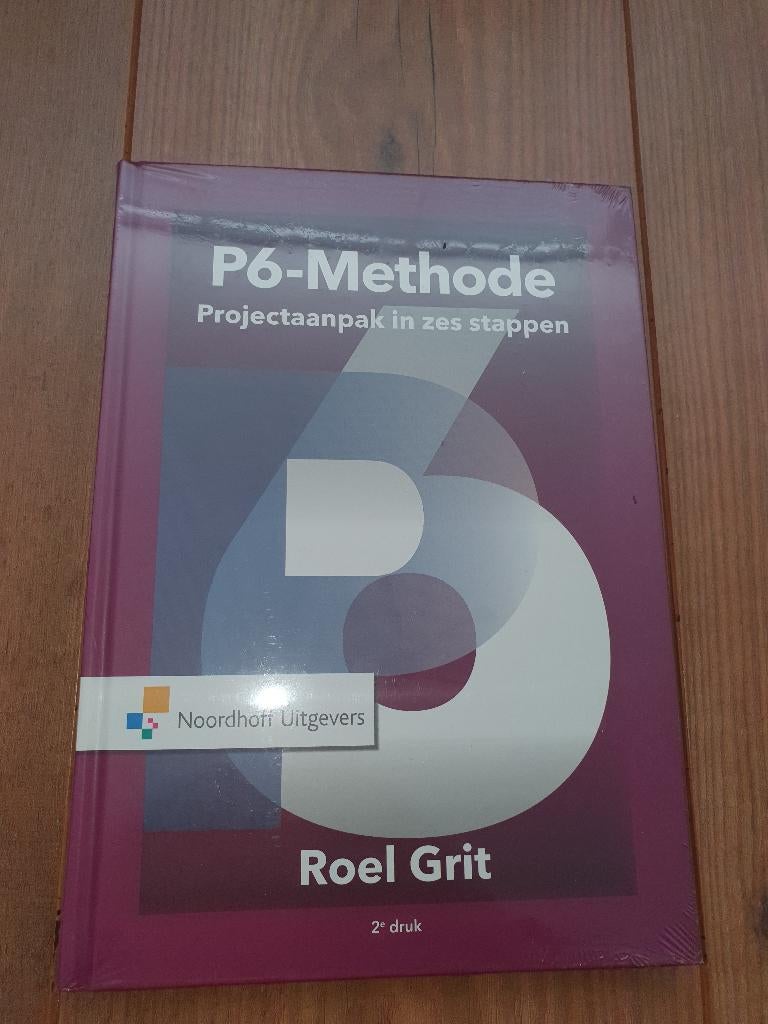 P6-Methode
Projectaanpak in zes stappen
Noordhoff Uitgevers
Roel Grit
2e druk